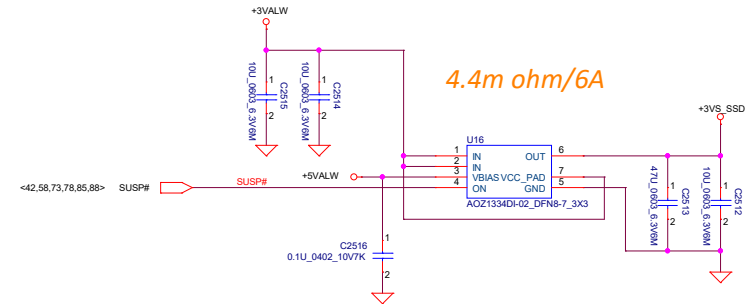 +3VALW
C2515
10U_0603_6.3V6M
1
2
C2514
10U_0603_6.3V6M
1
2
4.4m ohm/6A
+3VS_SSD
U16
1 IN OUT 6
2 IN
3 VBIAS VCC_PAD 7
4 ON GND 5
AOZ1334DI-02_DFN8-7_3X3
<42,58,73,78,85,88> SUSP# SUSP#
+5VALW
C2513
47U_0603_6.3V6M
1
2
C2512
10U_0603_6.3V6M
1
2
C2516
0.1U_0402_10V7K
1
2